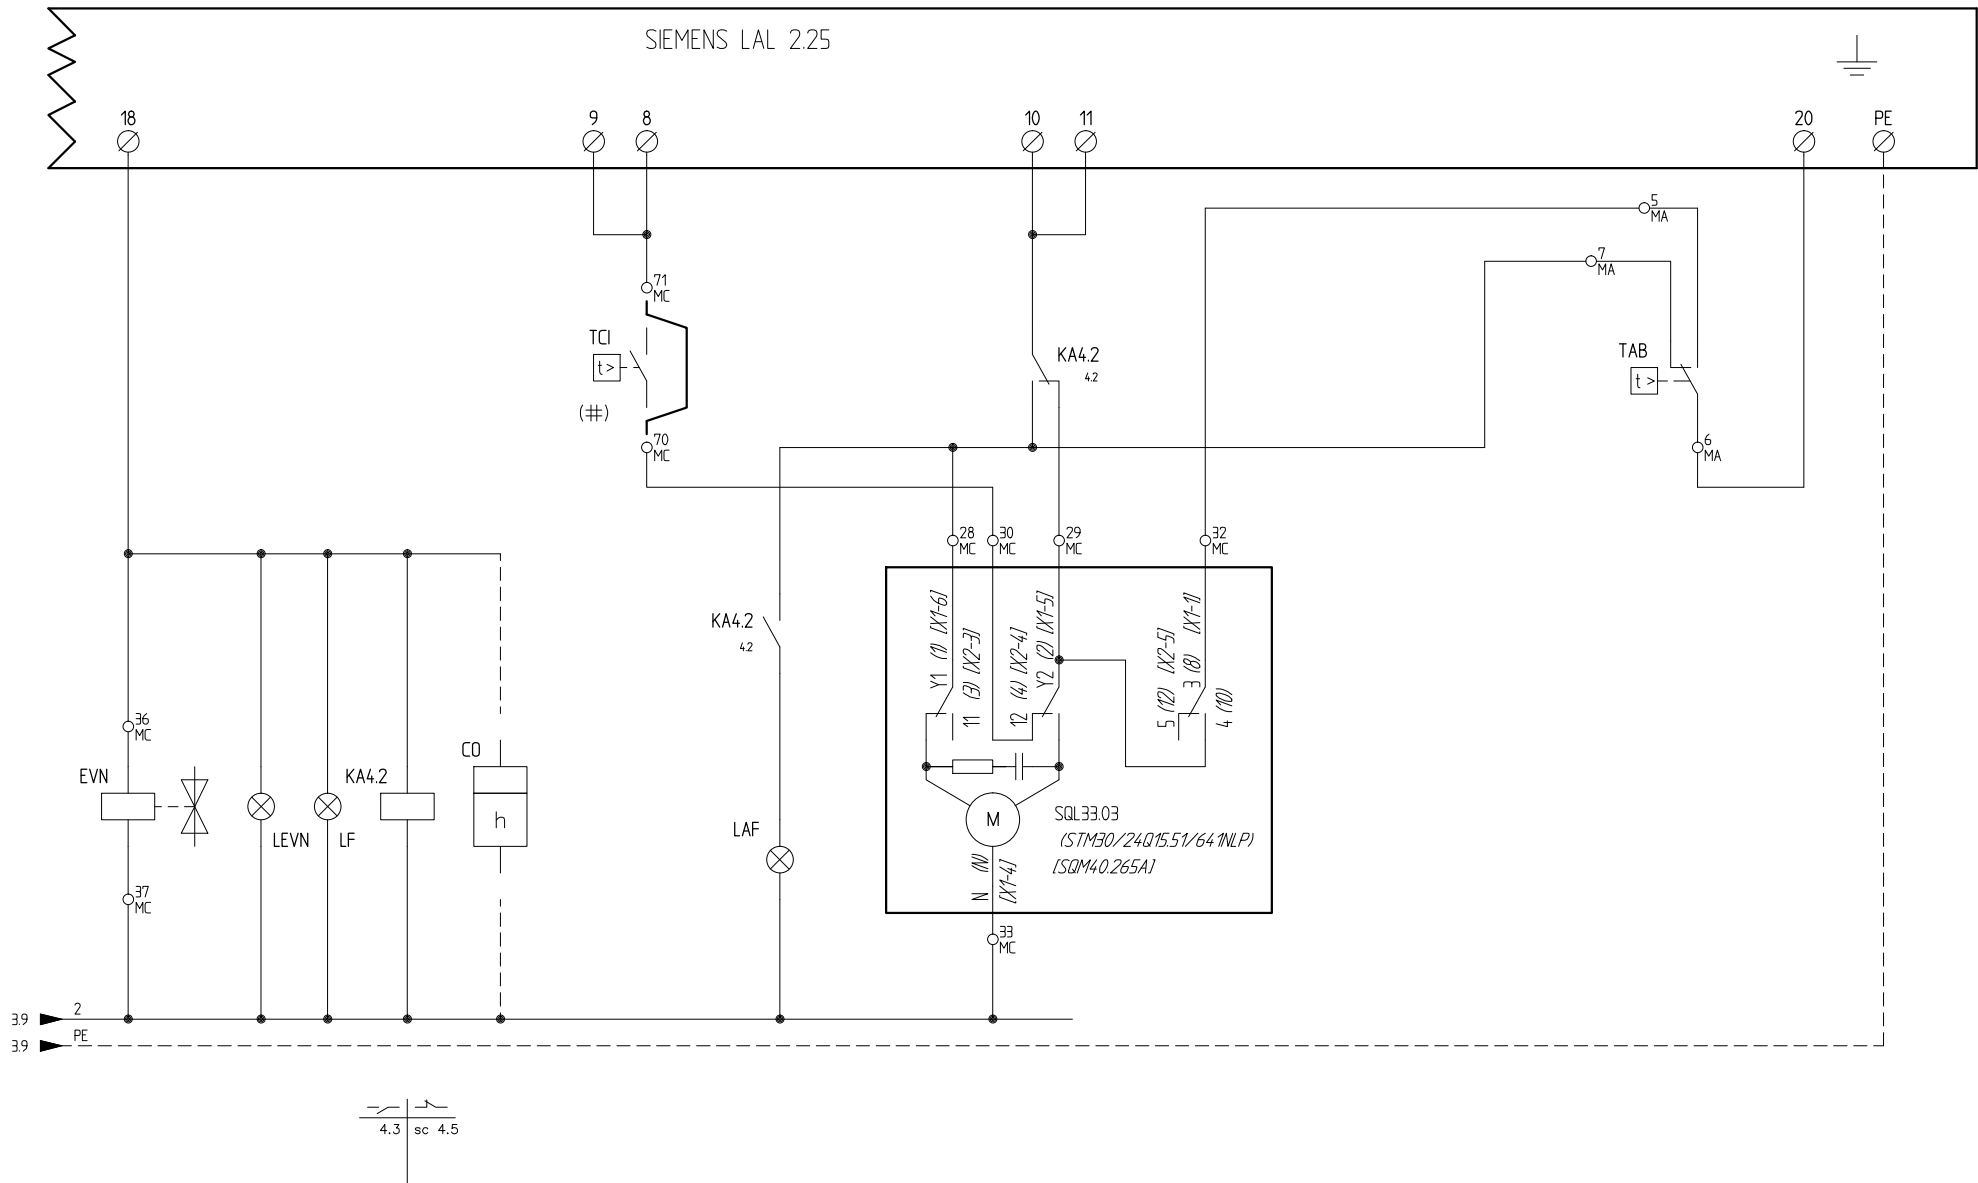 SIEMENS LAL 2.25
18
9
8
10
11
20
PE
5
MA
7
MA
71
MC
TCI
t>
(#)
70
MC
KA4.2
4.2
TAB
t >
6
MA
28
MC
30
MC
29
MC
32
MC
KA4.2
4.2
Y1 (1) [X1-6]
11 (3) [X2-3]
12 (4) [X2-4]
Y2 (2) [X1-5]
5 (12) [X2-5]
3 (8) [X1-1]
4 (10)
36
MC
EVN
LEVN
LF
KA4.2
CO
h
LAF
M
SQL33.03
(STM30/24Q15.51/641NLP)
[SQM40.265A]
N (N)
[X1-4]
37
MC
33
MC
3.9
2
3.9
PE
4.3
sc 4.5